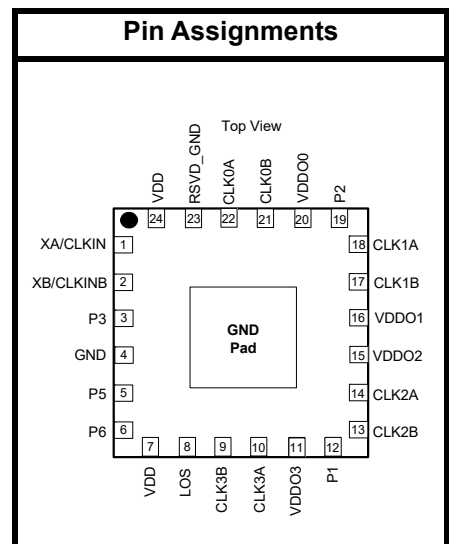 Pin Assignments
Top View
VDD
RSVD_GND
CLK0A
CLK0B
VDDO0
P2
24
23
22
21
20
19
XA/CLKIN 1
XB/CLKINB 2
P3 3
GND 4
P5 5
P6 6
18 CLK1A
17 CLK1B
16 VDDO1
15 VDDO2
14 CLK2A
13 CLK2B
GND
Pad
7
8
9
10
11
12
VDD
LOS
CLK3B
CLK3A
VDDO3
P1